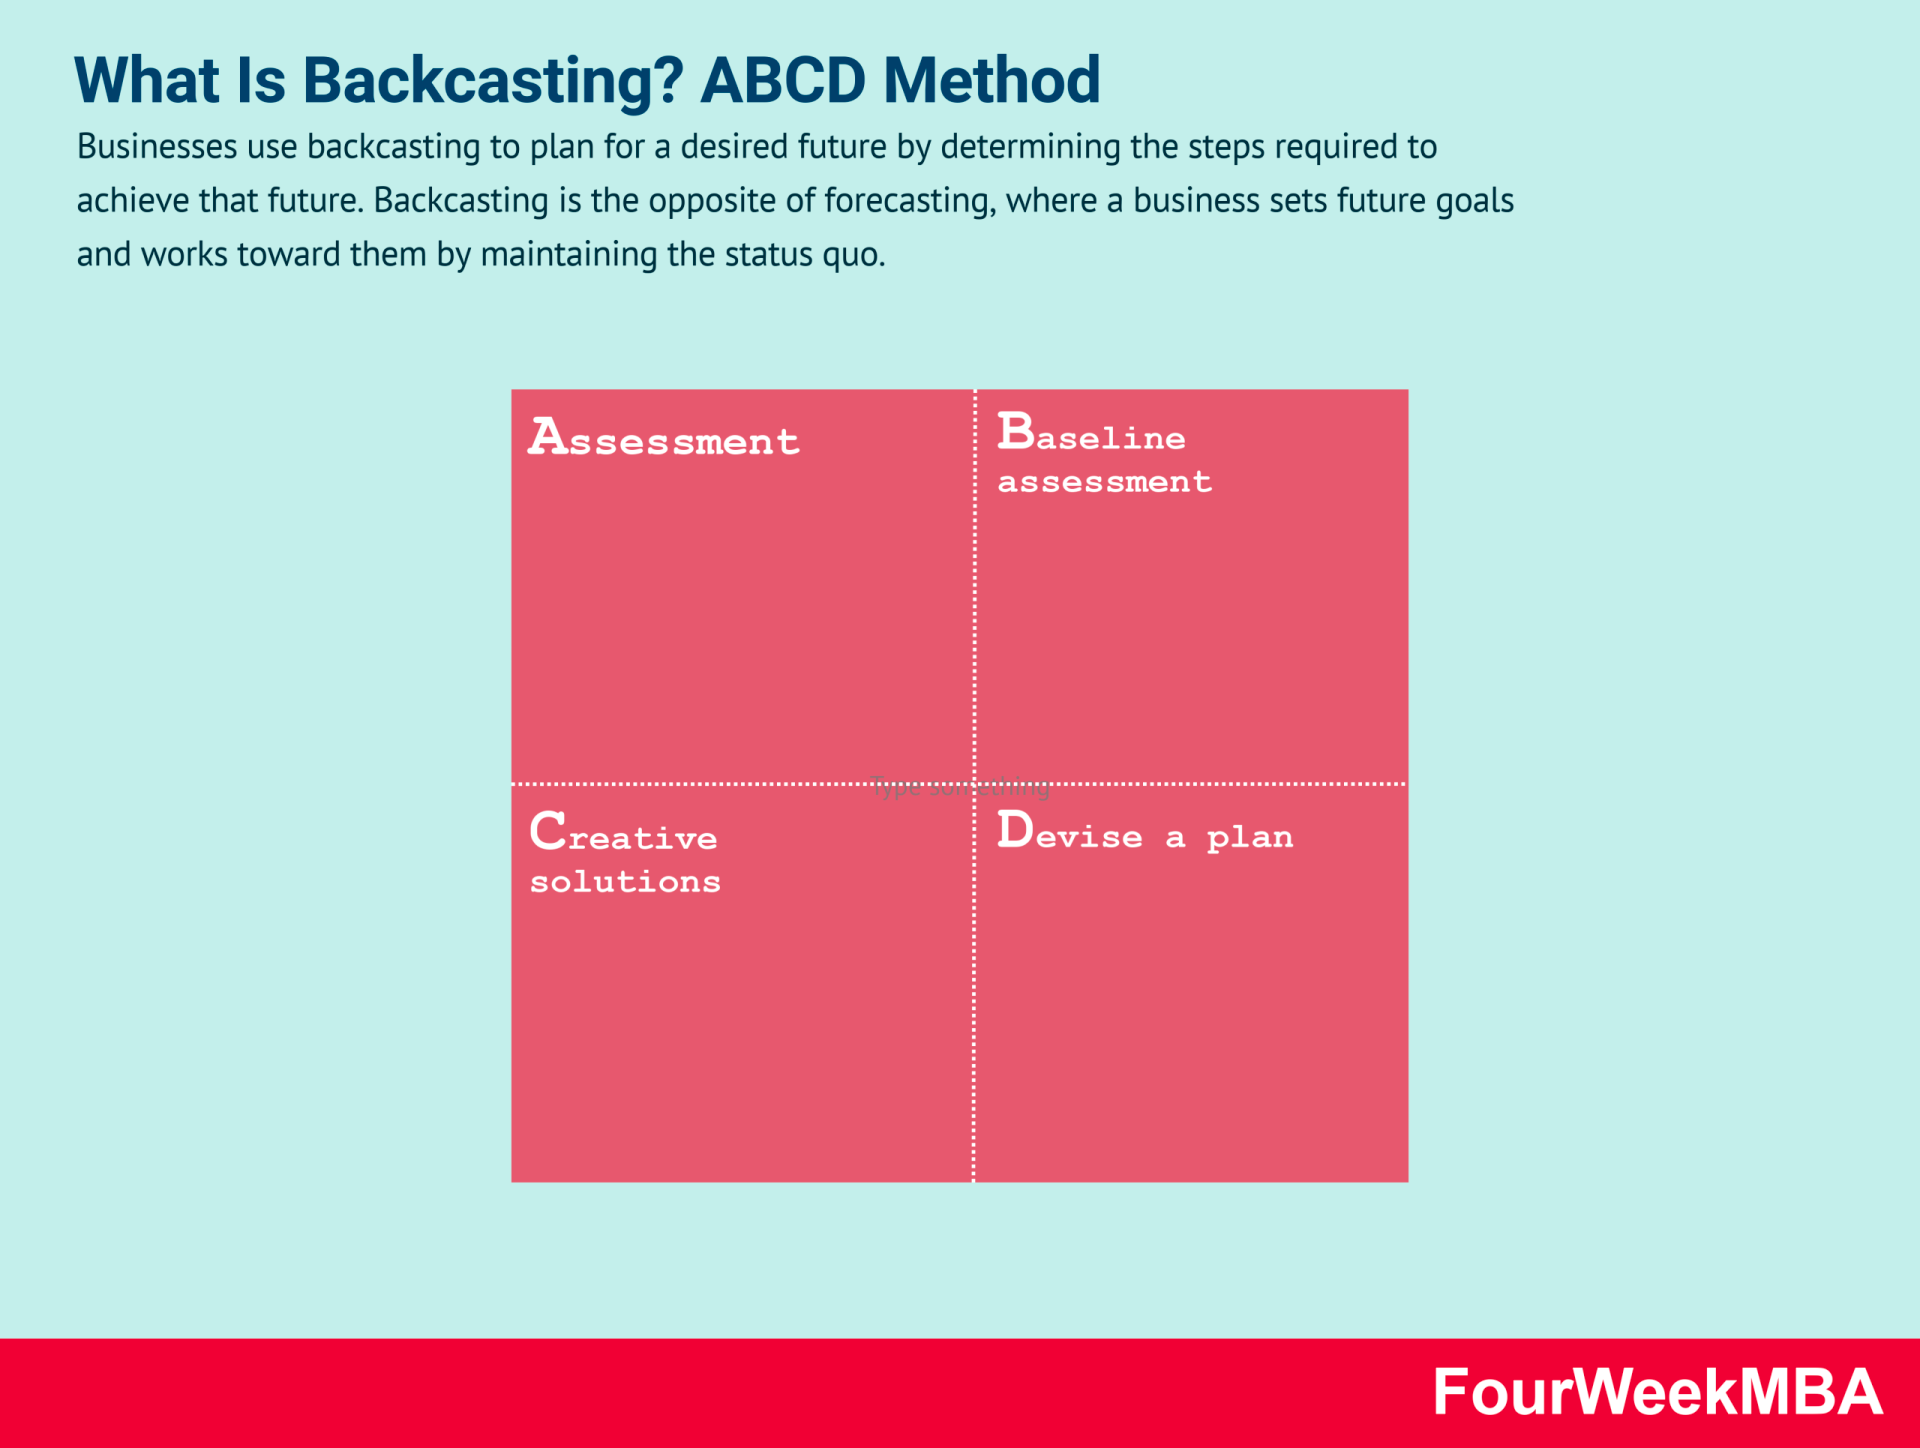 What Is Backcasting? ABCD Method
Businesses use backcasting to plan for a desired future by determining the steps required to
achieve that future. Backcasting is the opposite of forecasting, where a business sets future goals
and works toward them by maintaining the status quo.
Assessment
Baseline
assessment
Type something
Creative
solutions
Devise a plan
FourWeekMBA